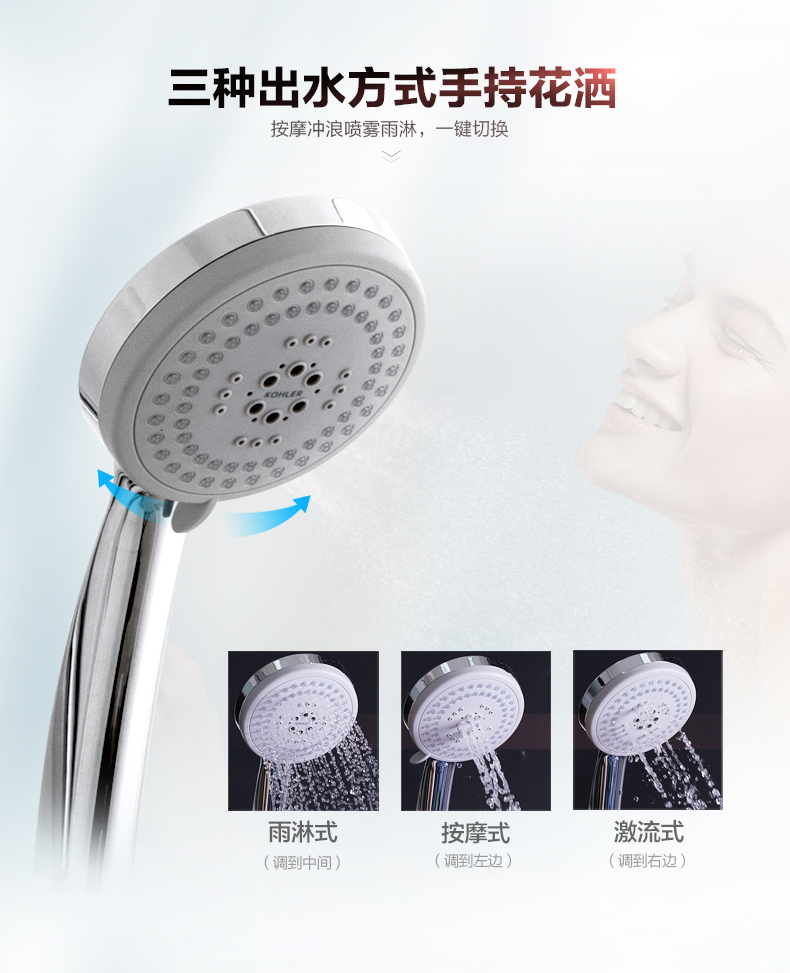 三种出水方式手持花洒
按摩冲浪喷雾雨淋，一键切换
KOHLER
雨淋式
（调到中间）
按摩式
（调到左边）
激流式
（调到右边）